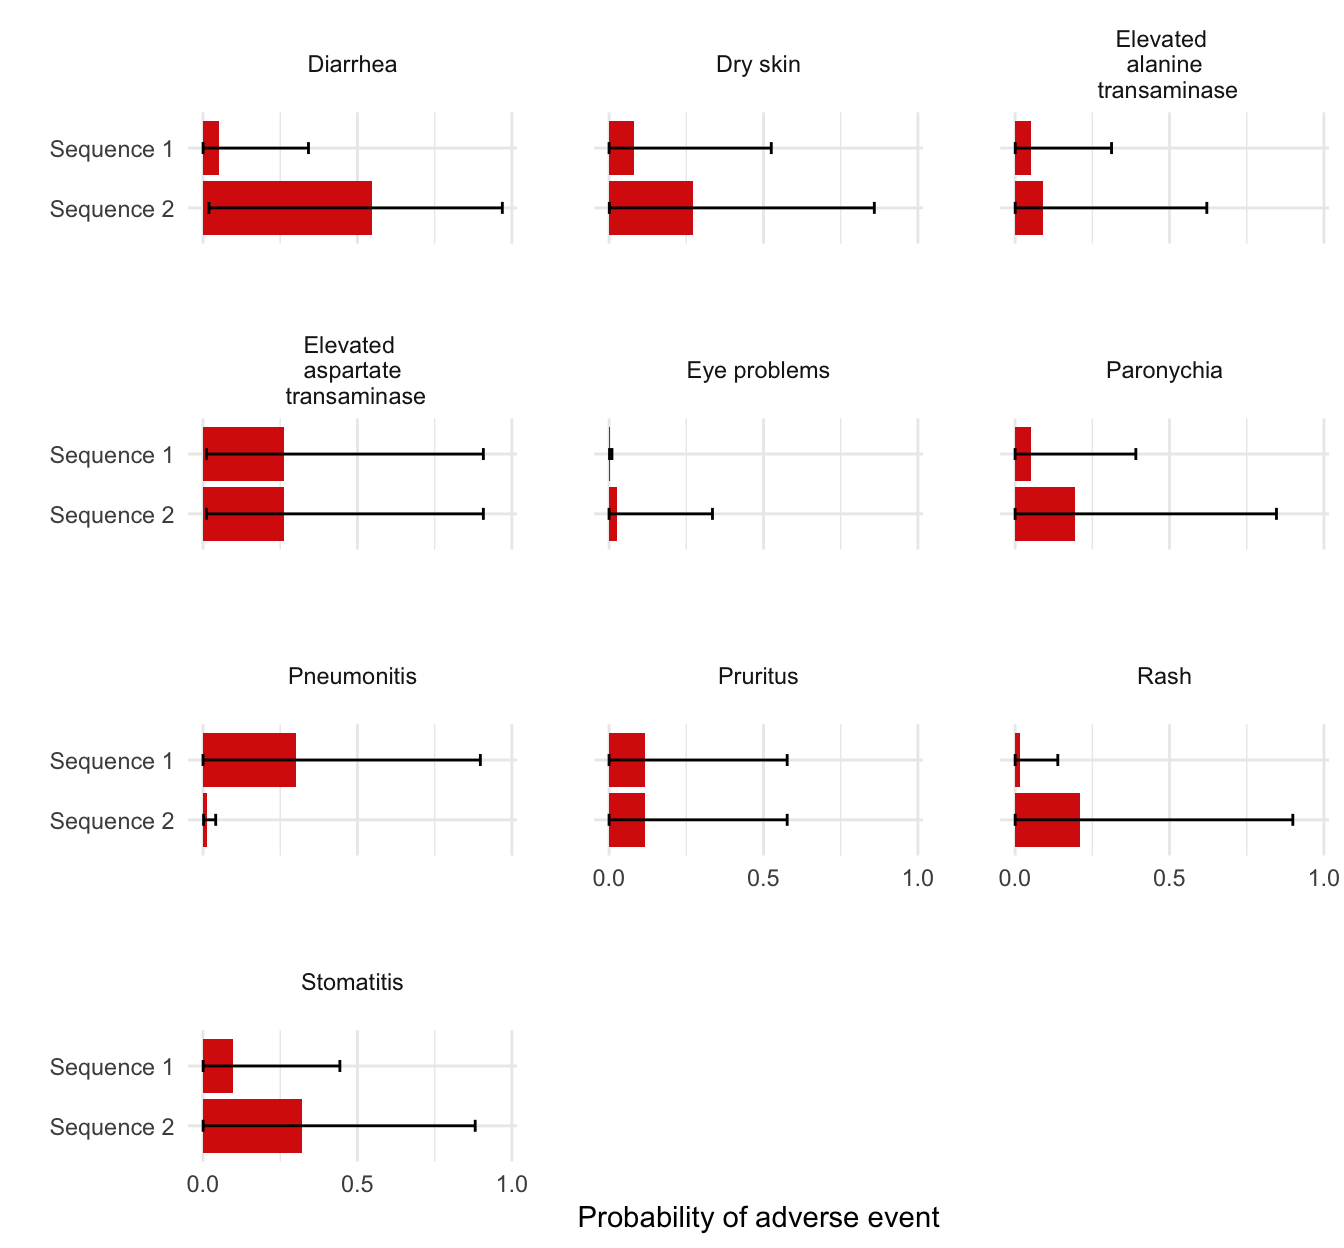 Diarrhea
Dry skin
Elevated
alanine
transaminase
Sequence 1
Sequence 2
Elevated
aspartate
transaminase
Eye problems
Paronychia
Sequence 1
Sequence 2
Pneumonitis
Pruritus
Rash
Sequence 1
Sequence 2
0.0 0.5 1.0
0.0 0.5 1.0
Stomatitis
Sequence 1
Sequence 2
0.0 0.5 1.0
Probability of adverse event